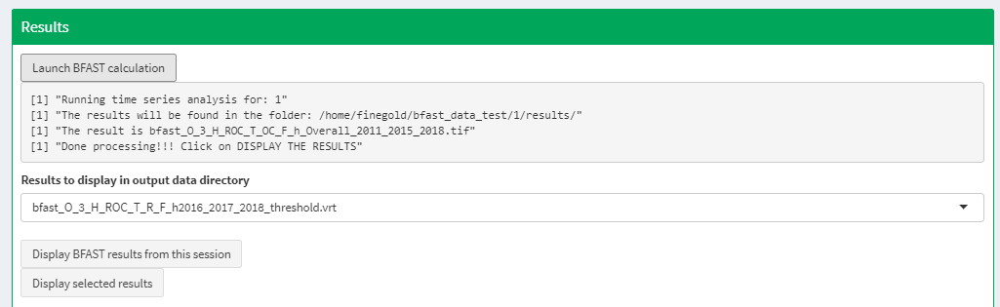 Results
Launch BFAST calculation
[1] "Running time series analysis for: 1"
[1] "The results will be found in the folder: /home/finegold/bfast_data_test/1/results/"
[1] "The result is bfast_O_3_H_ROC_T_OC_F_h_Overall_2011_2015_2018.tif"
[1] "Done processing!!! Click on DISPLAY THE RESULTS"
Results to display in output data directory
bfast_O_3_H_ROC_T_R_F_h2016_2017_2018_threshold.vrt
Display BFAST results from this session
Display selected results